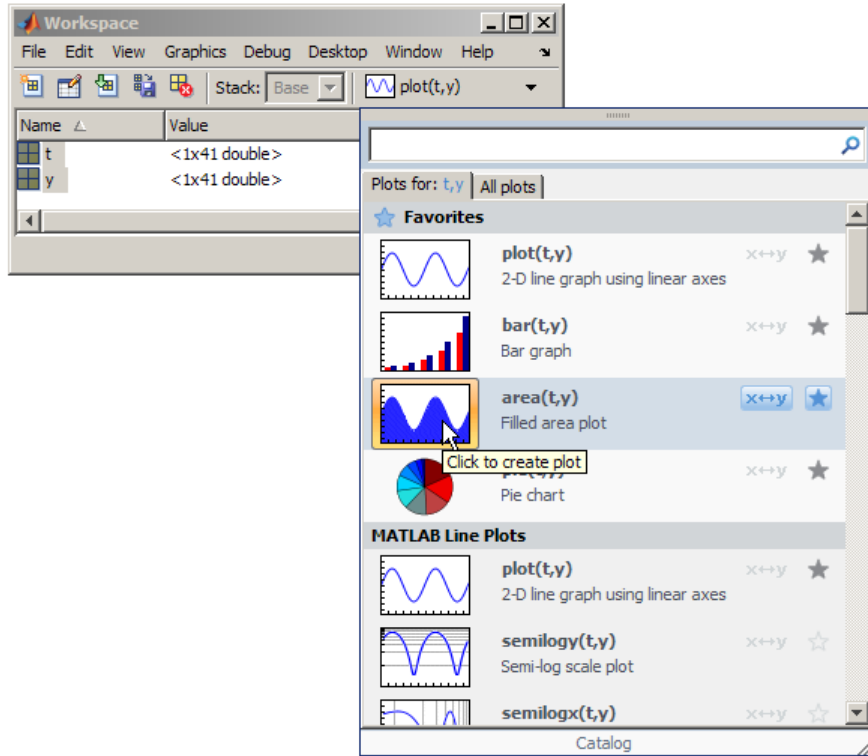 Workspace
File Edit View Graphics Debug Desktop Window Help
Stack: Base plot(t,y)
Name Value
t <1x41 double>
y <1x41 double>
Plots for: t,y All plots
Favorites
plot(t,y) x↔y
2-D line graph using linear axes
bar(t,y) x↔y
Bar graph
area(t,y) x↔y
Filled area plot
Click to create plot
x↔y
Pie chart
MATLAB Line Plots
plot(t,y) x↔y
2-D line graph using linear axes
semilogy(t,y) x↔y
Semi-log scale plot
semilogx(t,y) x↔y
Catalog